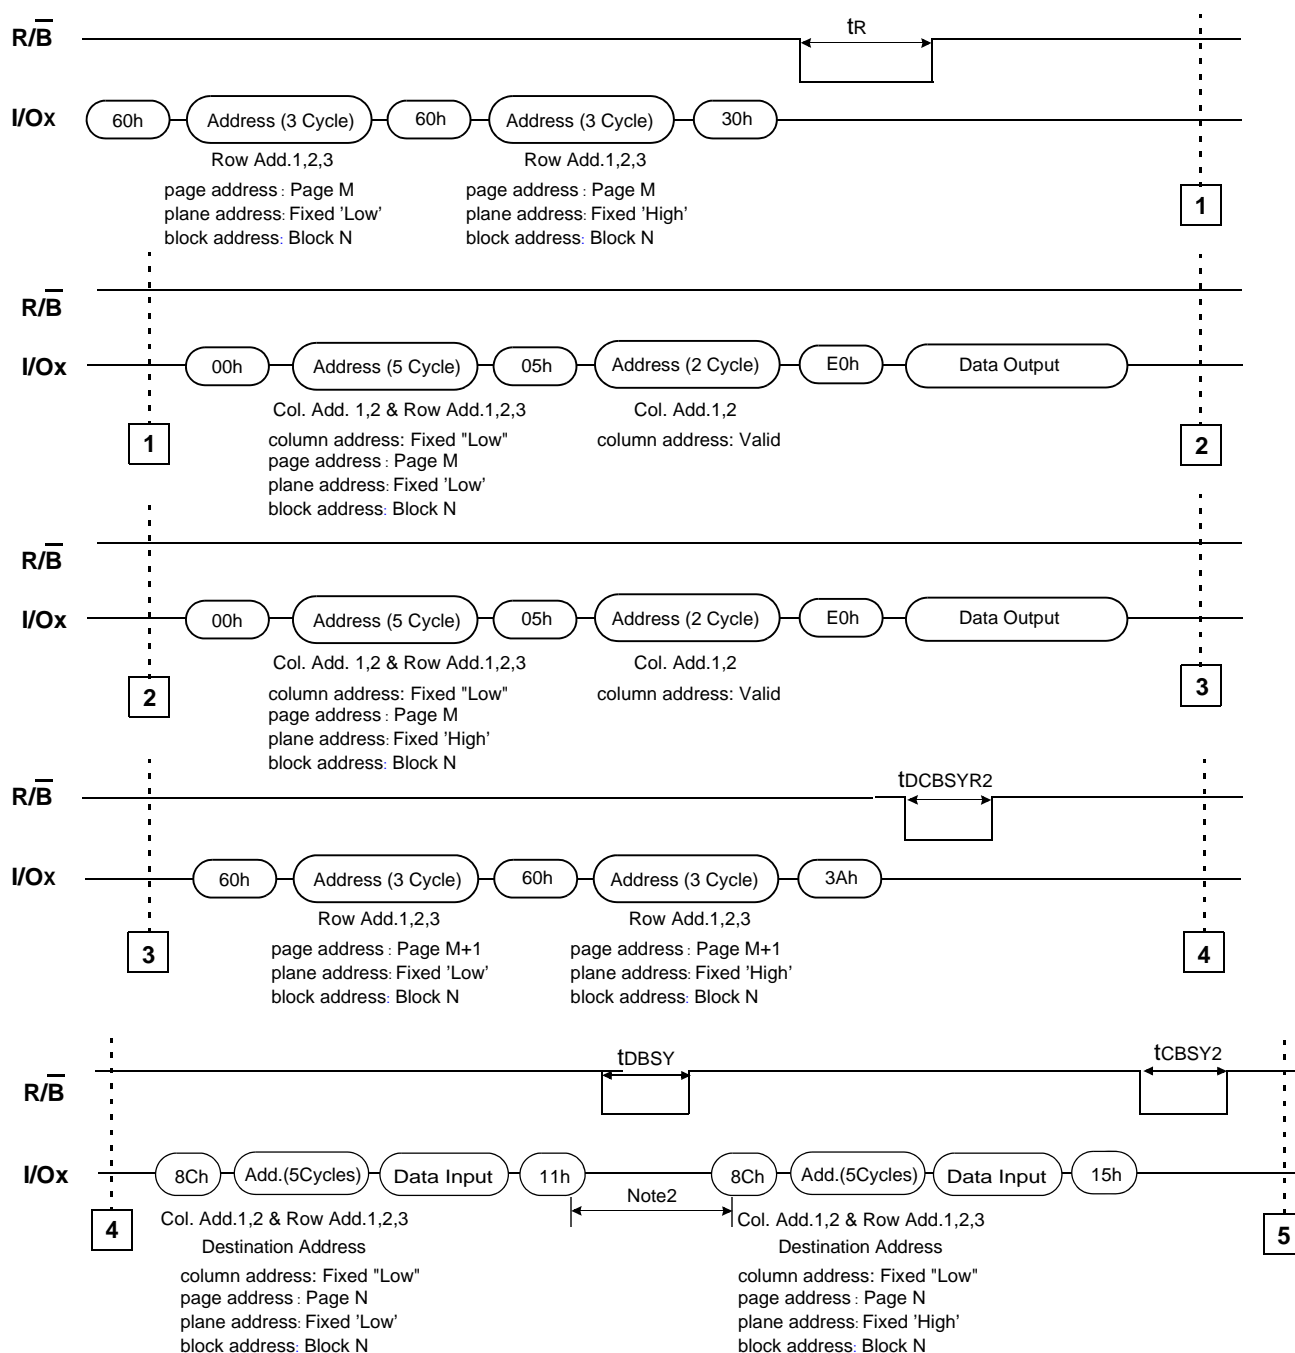 R/B tR
I/Ox 60h Address (3 Cycle) 60h Address (3 Cycle) 30h
Row Add.1,2,3 Row Add.1,2,3
page address : Page M page address : Page M
plane address: Fixed 'Low' plane address: Fixed 'High'
block address: Block N block address: Block N
1
R/B
I/Ox 00h Address (5 Cycle) 05h Address (2 Cycle) E0h Data Output
Col. Add. 1,2 & Row Add.1,2,3 Col. Add.1,2
1 column address: Fixed "Low" column address: Valid 2
page address : Page M
plane address: Fixed 'Low'
block address: Block N
R/B
I/Ox 00h Address (5 Cycle) 05h Address (2 Cycle) E0h Data Output
Col. Add. 1,2 & Row Add.1,2,3 Col. Add.1,2
2 column address: Fixed "Low" column address: Valid 3
page address : Page M
plane address: Fixed 'High'
block address: Block N
R/B tDCBSYR2
I/Ox 60h Address (3 Cycle) 60h Address (3 Cycle) 3Ah
Row Add.1,2,3 Row Add.1,2,3
3 page address : Page M+1 page address : Page M+1 4
plane address: Fixed 'Low' plane address: Fixed 'High'
block address: Block N block address: Block N
R/B tDBSY tCBSY2
I/Ox 8Ch Add.(5Cycles) Data Input 11h 8Ch Add.(5Cycles) Data Input 15h
Note2
4 Col. Add.1,2 & Row Add.1,2,3 Col. Add.1,2 & Row Add.1,2,3 5
Destination Address Destination Address
column address: Fixed "Low" column address: Fixed "Low"
page address : Page N page address : Page N
plane address: Fixed 'Low' plane address: Fixed 'High'
block address: Block N block address: Block N